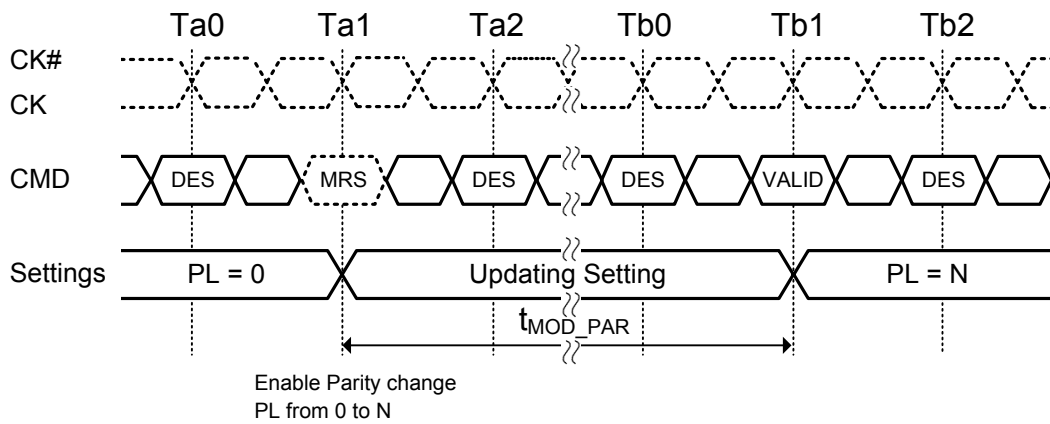 Ta0 Ta1 Ta2 Tb0 Tb1 Tb2
CK#
CK
CMD DES MRS DES DES VALID DES
Settings PL = 0 Updating Setting PL = N
tMOD_PAR
Enable Parity change
PL from 0 to N